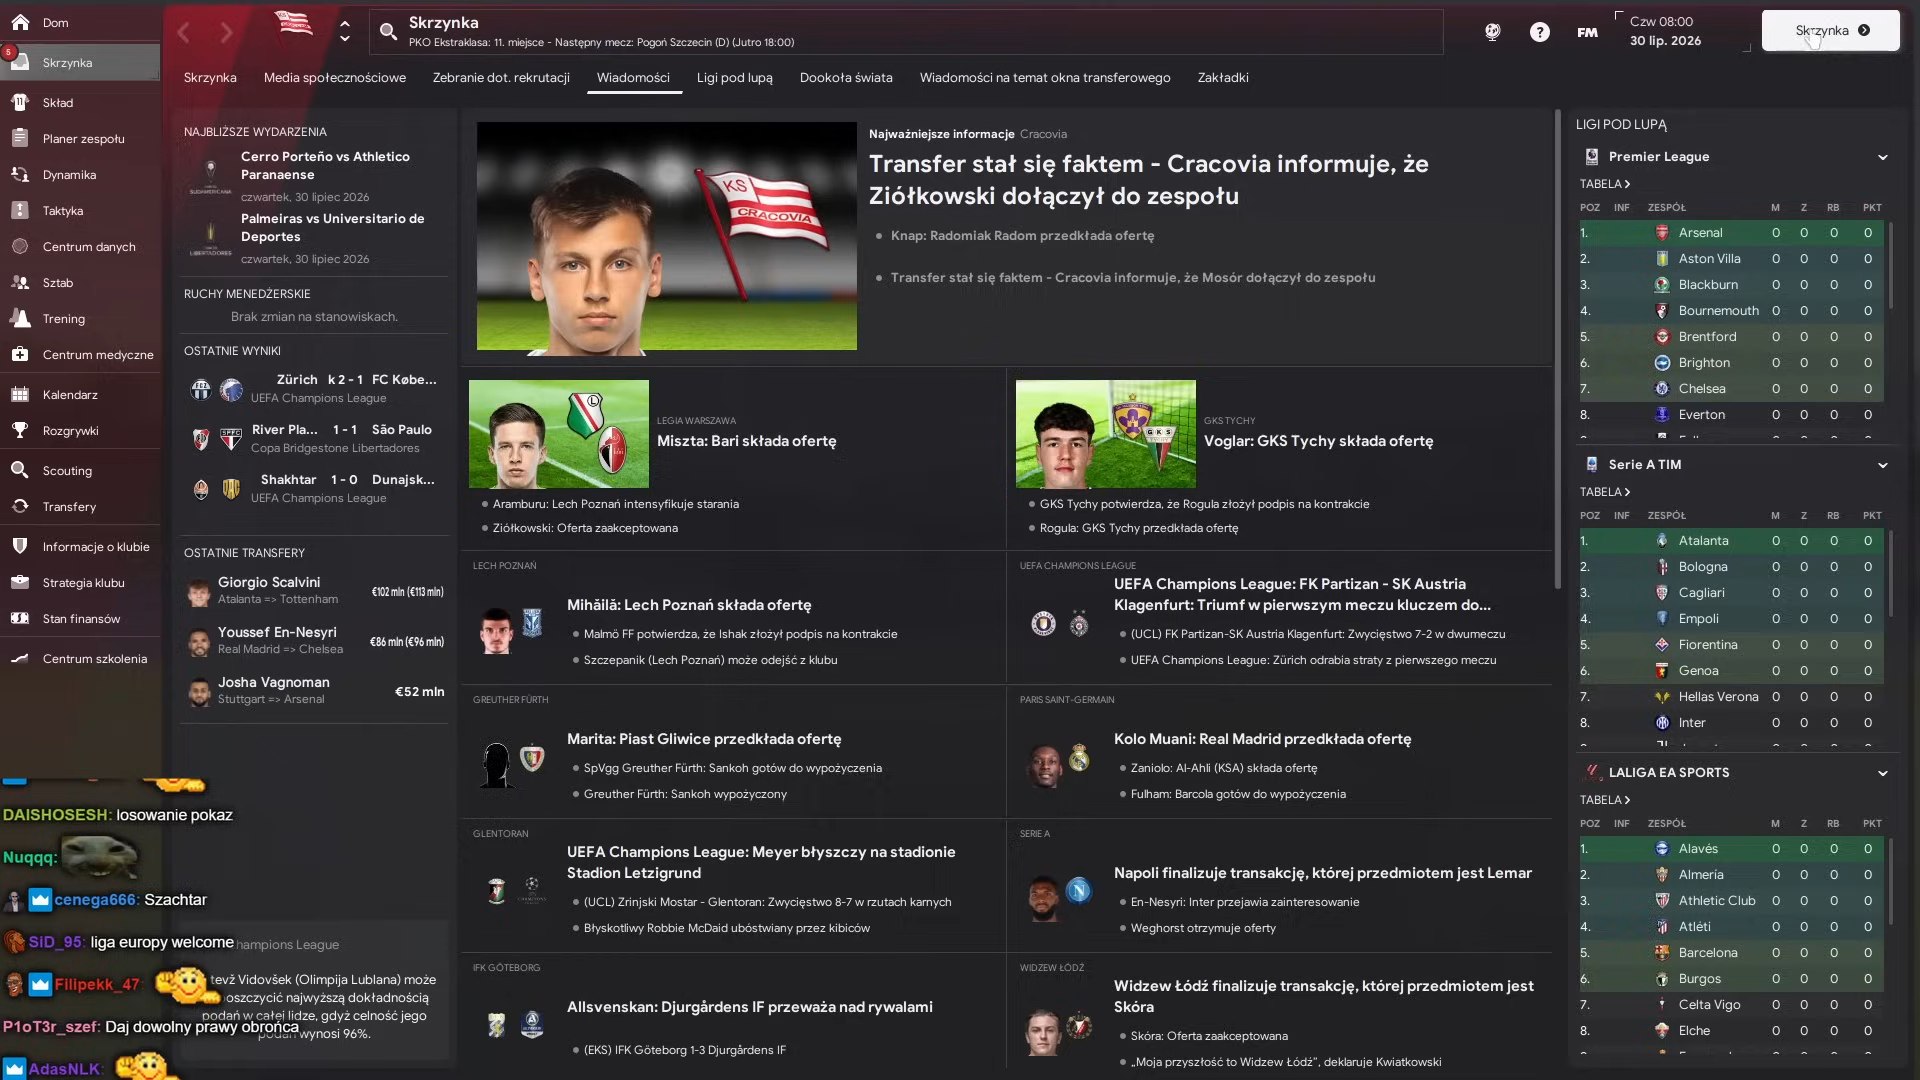 Dom
5
Skrzynka
Skład
Planer zespołu
Dynamika
Taktyka
Centrum danych
Sztab
Trening
Centrum medyczne
Kalendarz
Rozgrywki
Scouting
Transfery
Informacje o klubie
Strategia klubu
Stan finansów
Centrum szkolenia
Skrzynka
PKO Ekstraklasa: 11. miejsce - Następny mecz: Pogoń Szczecin (D) (Jutro 18:00)
FM
Czw 08:00
30 lip. 2026
Skrzynka
Skrzynka Media społecznościowe Zebranie dot. rekrutacji Wiadomości Ligi pod lupą Dookoła świata Wiadomości na temat okna transferowego Zakładki
NAJBLIŻSZE WYDARZENIA
Cerro Porteño vs Athletico
Paranaense
czwartek, 30 lipiec 2026
Palmeiras vs Universitario de
Deportes
czwartek, 30 lipiec 2026
RUCHY MENEDŻERSKIE
Brak zmian na stanowiskach.
OSTATNIE WYNIKI
Zürich k 2 - 1 FC Købe...
UEFA Champions League
River Pla... 1 - 1 São Paulo
Copa Bridgestone Libertadores
Shakhtar 1 - 0 Dunajsk...
UEFA Champions League
OSTATNIE TRANSFERY
Giorgio Scalvini
Atalanta => Tottenham
€102 mln (€113 mln)
Youssef En-Nesyri
Real Madrid => Chelsea
€86 mln (€96 mln)
Josha Vagnoman
Stuttgart => Arsenal
€52 mln
DAISHOSESH: losowanie pokaz
Nuqqq:
cenega666: Szachtar
SiD_95: liga europy welcome
Filipekk_47:
P1oT3r_szef: Daj dowolny prawy obrońca
AdasNLK:
hampions League
tevž Vidovšek (Olimpija Lublana) może
poszczycić najwyższą dokładnością
podań w całej lidze, gdyż celność jego
podań wynosi 96%.
KS
CRACOVIA
Najważniejsze informacje Cracovia
Transfer stał się faktem - Cracovia informuje, że
Ziółkowski dołączył do zespołu
Knap: Radomiak Radom przedkłada ofertę
Transfer stał się faktem - Cracovia informuje, że Mosór dołączył do zespołu
LEGIA WARSZAWA
Miszta: Bari składa ofertę
Aramburu: Lech Poznań intensyfikuje starania
Ziółkowski: Oferta zaakceptowana
GKS TYCHY
Voglar: GKS Tychy składa ofertę
GKS Tychy potwierdza, że Rogula złożył podpis na kontrakcie
Rogula: GKS Tychy przedkłada ofertę
LECH POZNAŃ
Mihăilă: Lech Poznań składa ofertę
Malmö FF potwierdza, że Ishak złożył podpis na kontrakcie
Szczepanik (Lech Poznań) może odejść z klubu
UEFA CHAMPIONS LEAGUE
UEFA Champions League: FK Partizan - SK Austria
Klagenfurt: Triumf w pierwszym meczu kluczem do...
(UCL) FK Partizan-SK Austria Klagenfurt: Zwycięstwo 7-2 w dwumeczu
UEFA Champions League: Zürich odrabia straty z pierwszego meczu
GREUTHER FÜRTH
Marita: Piast Gliwice przedkłada ofertę
SpVgg Greuther Fürth: Sankoh gotów do wypożyczenia
Greuther Fürth: Sankoh wypożyczony
PARIS SAINT-GERMAIN
Kolo Muani: Real Madrid przedkłada ofertę
Zaniolo: Al-Ahli (KSA) składa ofertę
Fulham: Barcola gotów do wypożyczenia
GLENTORAN
UEFA Champions League: Meyer błyszczy na stadionie
Stadion Letzigrund
(UCL) Zrinjski Mostar - Glentoran: Zwycięstwo 8-7 w rzutach karnych
Błyskotliwy Robbie McDaid ubóstwiany przez kibiców
SERIE A
Napoli finalizuje transakcję, której przedmiotem jest Lemar
En-Nesyri: Inter przejawia zainteresowanie
Weghorst otrzymuje oferty
IFK GÖTEBORG
Allsvenskan: Djurgårdens IF przeważa nad rywalami
(EKS) IFK Göteborg 1-3 Djurgårdens IF
WIDZEW ŁÓDŹ
Widzew Łódź finalizuje transakcję, której przedmiotem jest
Skóra
Skóra: Oferta zaakceptowana
„Moja przyszłość to Widzew Łódź”, deklaruje Kwiatkowski
LIGI POD LUPĄ
Premier League
TABELA
POZ INF ZESPÓŁ M Z RB PKT
1. Arsenal 0 0 0 0
2. Aston Villa 0 0 0 0
3. Blackburn 0 0 0 0
4. Bournemouth 0 0 0 0
5. Brentford 0 0 0 0
6. Brighton 0 0 0 0
7. Chelsea 0 0 0 0
8. Everton 0 0 0 0
Serie A TIM
TABELA
POZ INF ZESPÓŁ M Z RB PKT
1. Atalanta 0 0 0 0
2. Bologna 0 0 0 0
3. Cagliari 0 0 0 0
4. Empoli 0 0 0 0
5. Fiorentina 0 0 0 0
6. Genoa 0 0 0 0
7. Hellas Verona 0 0 0 0
8. Inter 0 0 0 0
LALIGA EA SPORTS
TABELA
POZ INF ZESPÓŁ M Z RB PKT
1. Alavés 0 0 0 0
2. Almería 0 0 0 0
3. Athletic Club 0 0 0 0
4. Atléti 0 0 0 0
5. Barcelona 0 0 0 0
6. Burgos 0 0 0 0
7. Celta Vigo 0 0 0 0
8. Elche 0 0 0 0